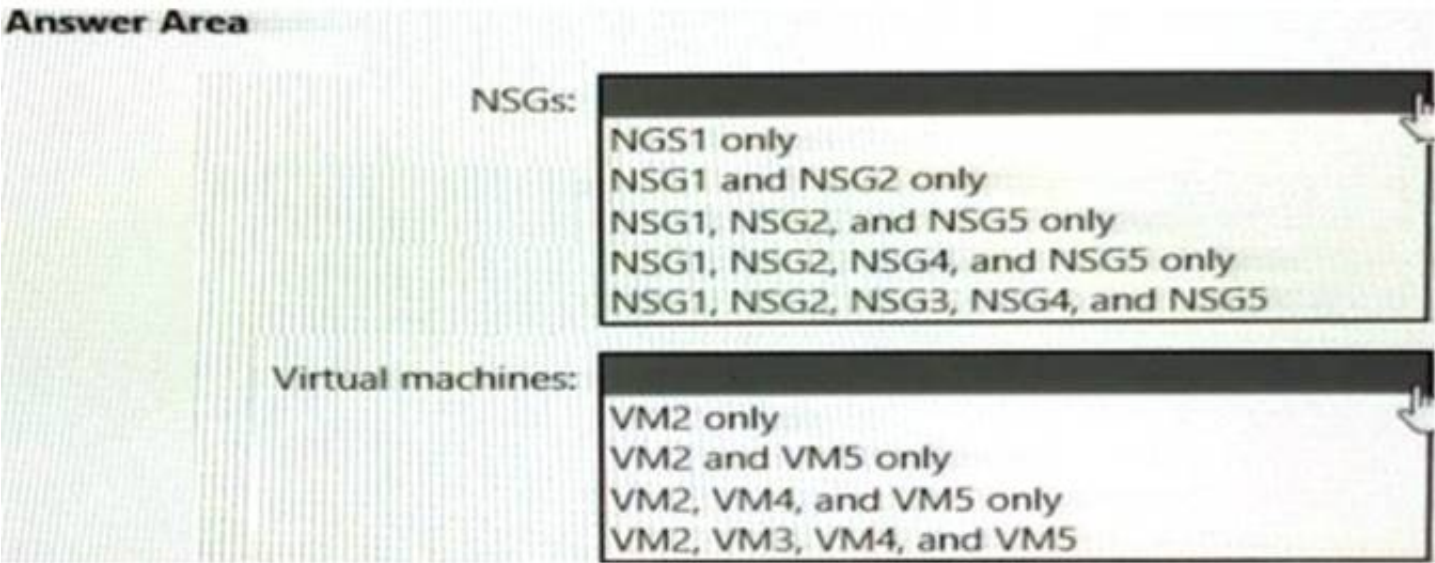 Answer Area
NSGs:
NGS1 only
NSG1 and NSG2 only
NSG1, NSG2, and NSG5 only
NSG1, NSG2, NSG4, and NSG5 only
NSG1, NSG2, NSG3, NSG4, and NSG5
Virtual machines:
VM2 only
VM2 and VM5 only
VM2, VM4, and VM5 only
VM2, VM3, VM4, and VM5